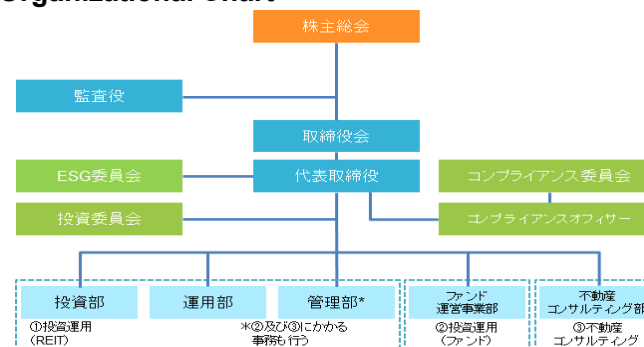 Organizational Chart
株主総会
監査役
取締役会
ESG委員会
代表取締役
コンプライアンス委員会
投資委員会
コンプライアンスオフィサー
投資部
運用部
管理部*
ファンド
運営事業部
不動産
コンサルティング部
①投資運用
(REIT)
*②及び③にかかる
事務も行う
②投資運用
(ファンド)
③不動産
コンサルティング